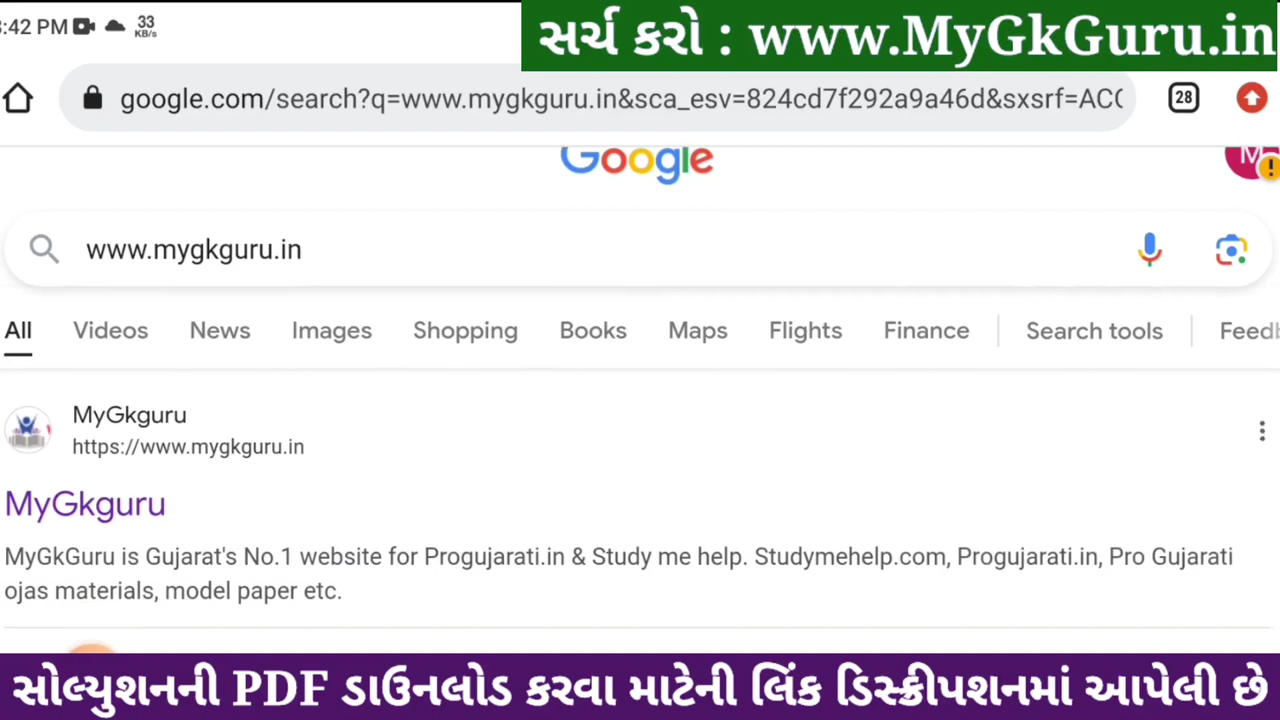 :42 PM 33 KB/s
સર્ચ કરો : www.MyGkGuru.in
google.com/search?q=www.mygkguru.in&sca_esv=824cd7f292a9a46d&sxsrf=AC
28
Google
M !
www.mygkguru.in
All Videos News Images Shopping Books Maps Flights Finance Search tools Feedb
MyGkguru
https://www.mygkguru.in
MyGkguru
MyGkGuru is Gujarat's No.1 website for Progujarati.in & Study me help. Studymehelp.com, Progujarati.in, Pro Gujarati
ojas materials, model paper etc.
સોલ્યુશનની PDF ડાઉનલોડ કરવા માટેની લિંક ડિસ્ક્રીપશનમાં આપેલી છે